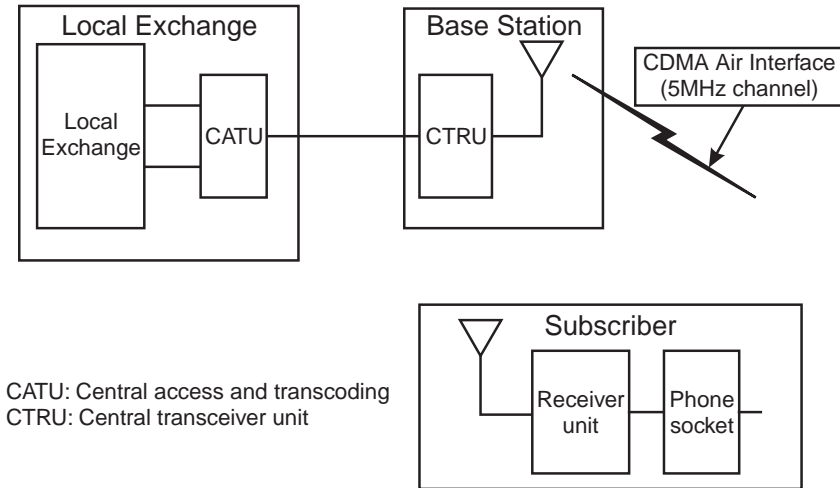 Local Exchange
Base Station
CDMA Air Interface
(5MHz channel)
Local
Exchange
CATU
CTRU
Subscriber
CATU: Central access and transcoding
CTRU: Central transceiver unit
Receiver
unit
Phone
socket